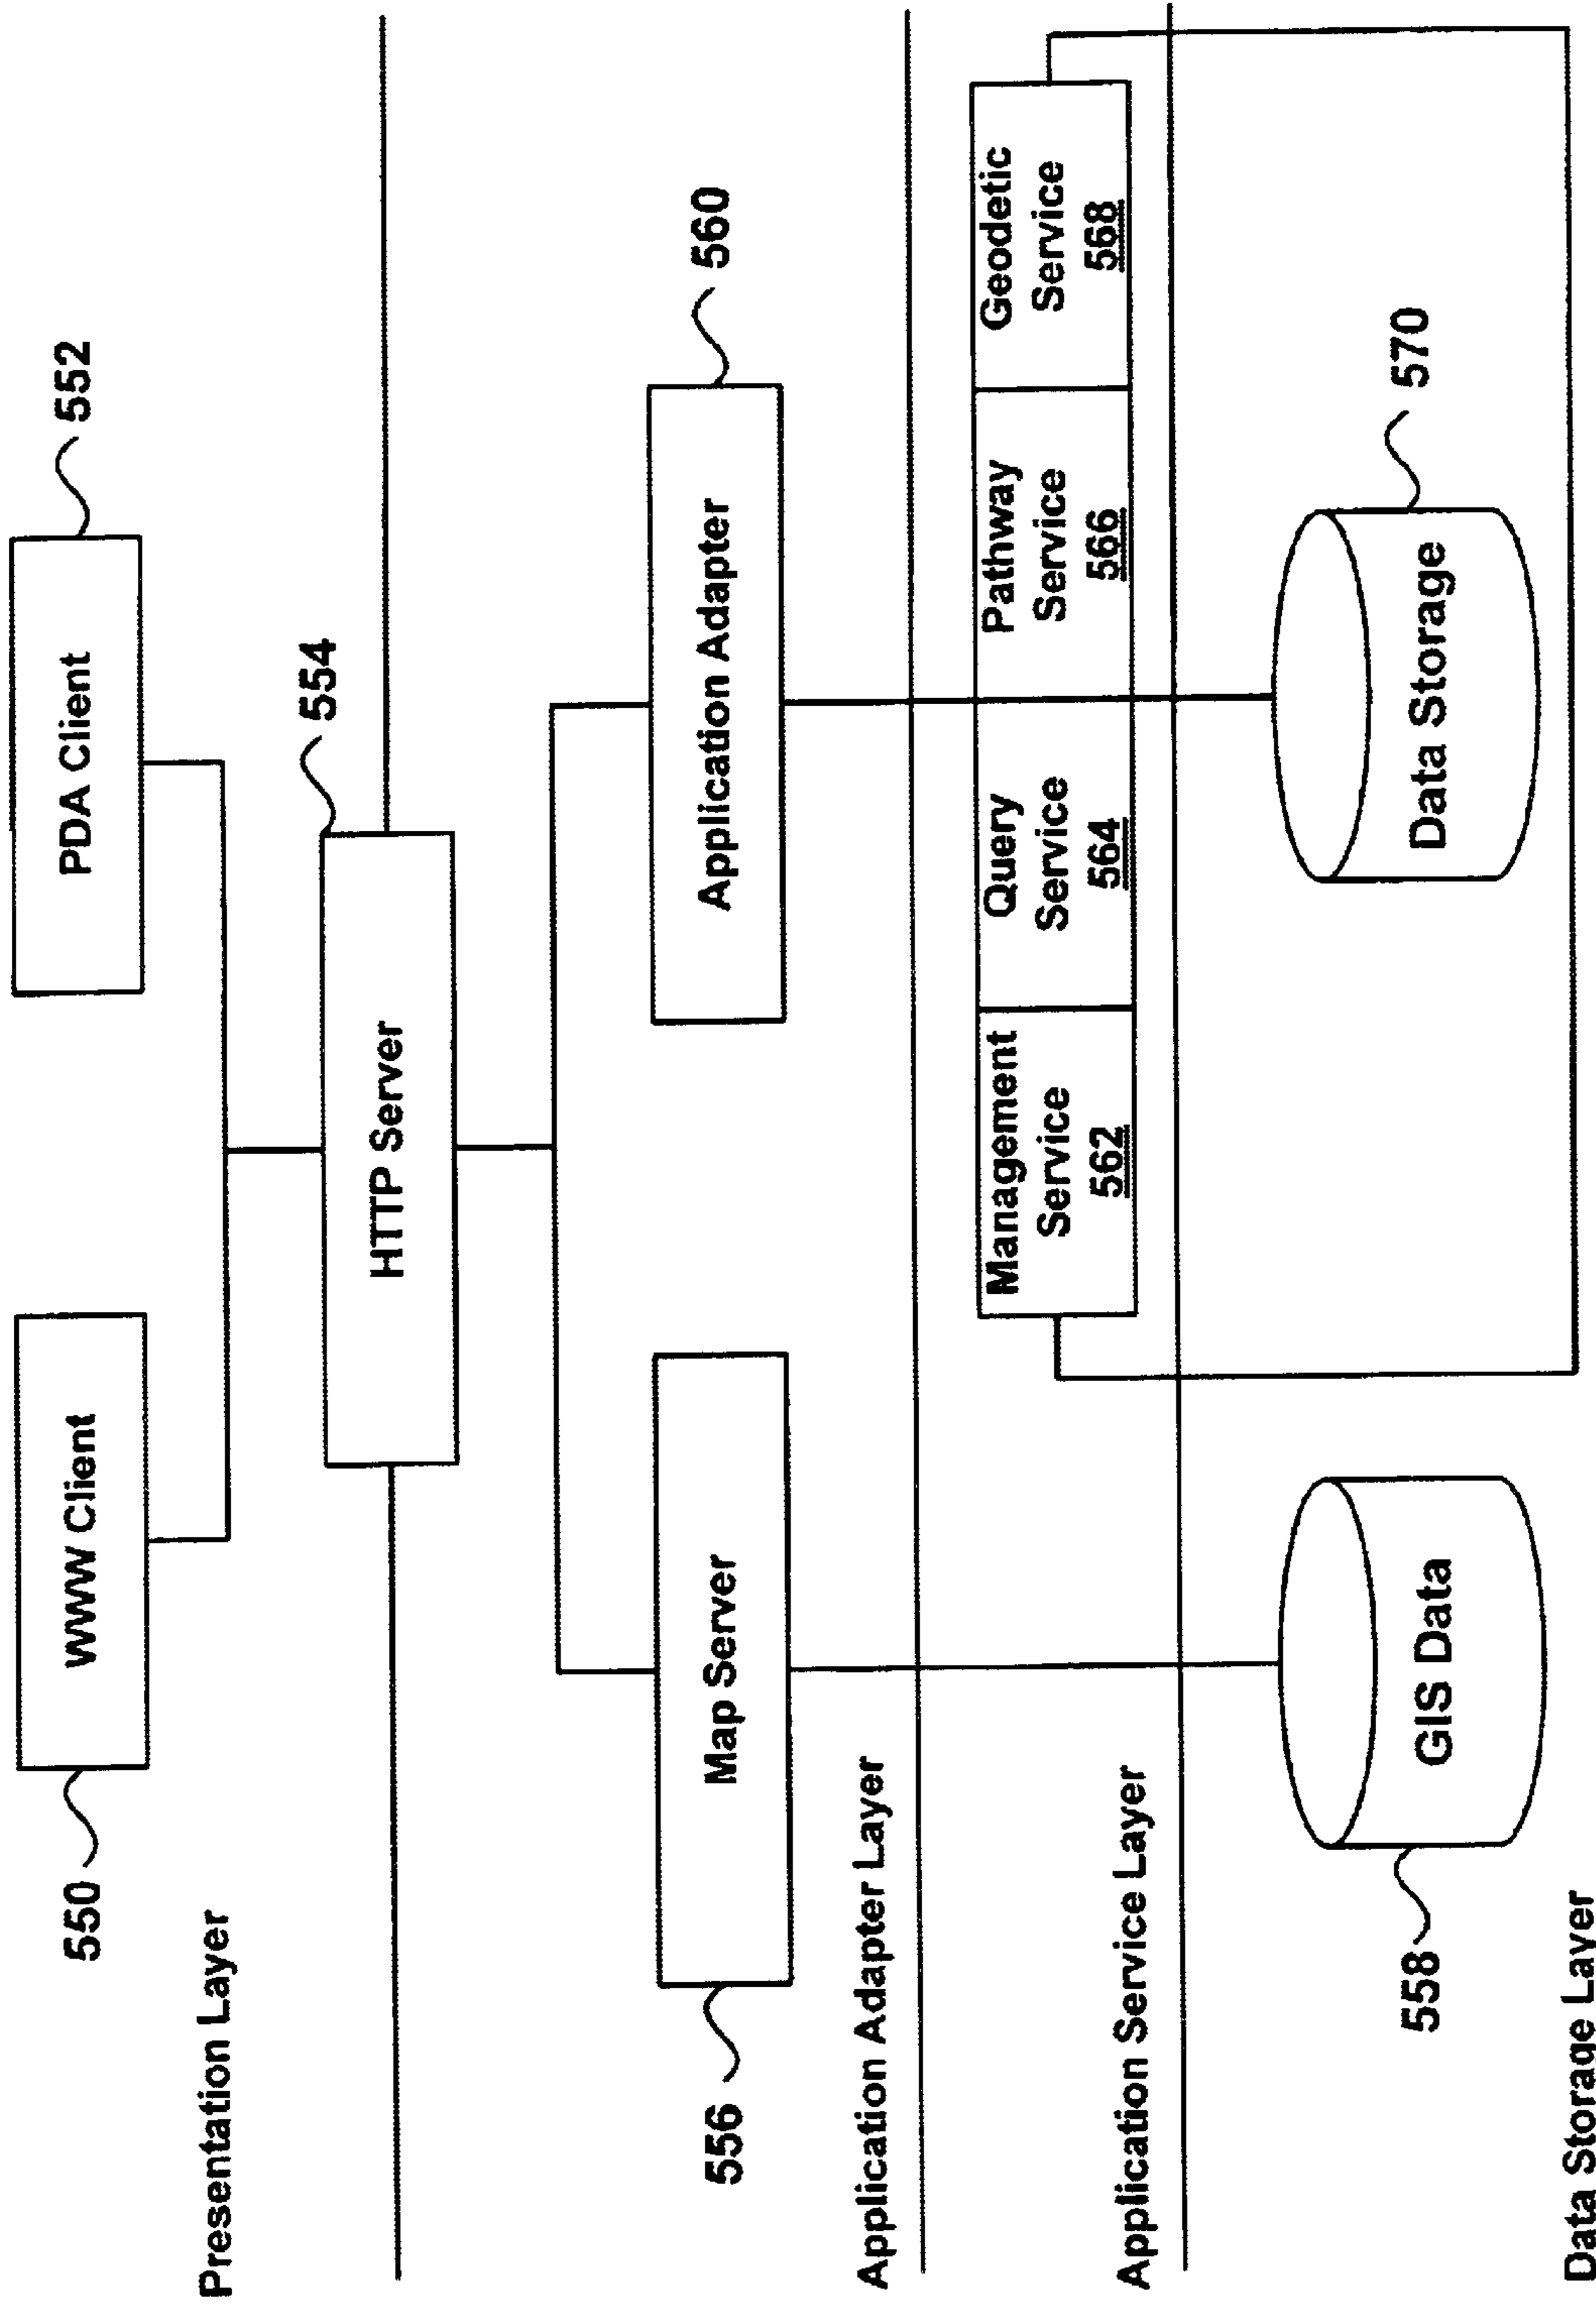 550
WWW Client
PDA Client
552
Presentation Layer
554
HTTP Server
556
Map Server
Application Adapter
560
Application Adapter Layer
Management
Service
562
Query
Service
564
Pathway
Service
566
Geodetic
Service
568
Application Service Layer
558
GIS Data
Data Storage
570
Data Storage Layer